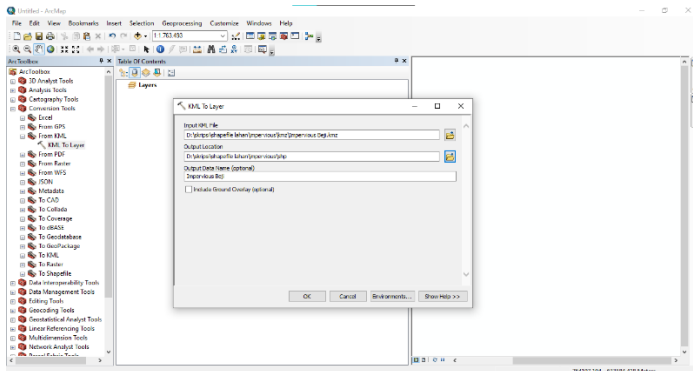 Untitled - ArcMap
File Edit View Bookmarks Insert Selection Geoprocessing Customize Windows Help
ArcToolbox
Table Of Contents
ArcToolbox
3D Analyst Tools
Analysis Tools
Cartography Tools
Conversion Tools
Excel
From GPS
From KML
KML To Layer
From PDF
From Raster
From WFS
JSON
Metadata
To CAD
To Collada
To Coverage
To dBASE
To Geodatabase
To GeoPackage
To KML
To Raster
To Shapefile
Data Interoperability Tools
Data Management Tools
Editing Tools
Geocoding Tools
Geostatistical Analyst Tools
Linear Referencing Tools
Multidimension Tools
Network Analyst Tools
Layers
KML To Layer
Input KML File
Output Location
Output Data Name (optional)
Impervious Beji
Include Ground Overlay (optional)
OK Cancel Environments... Show Help >>